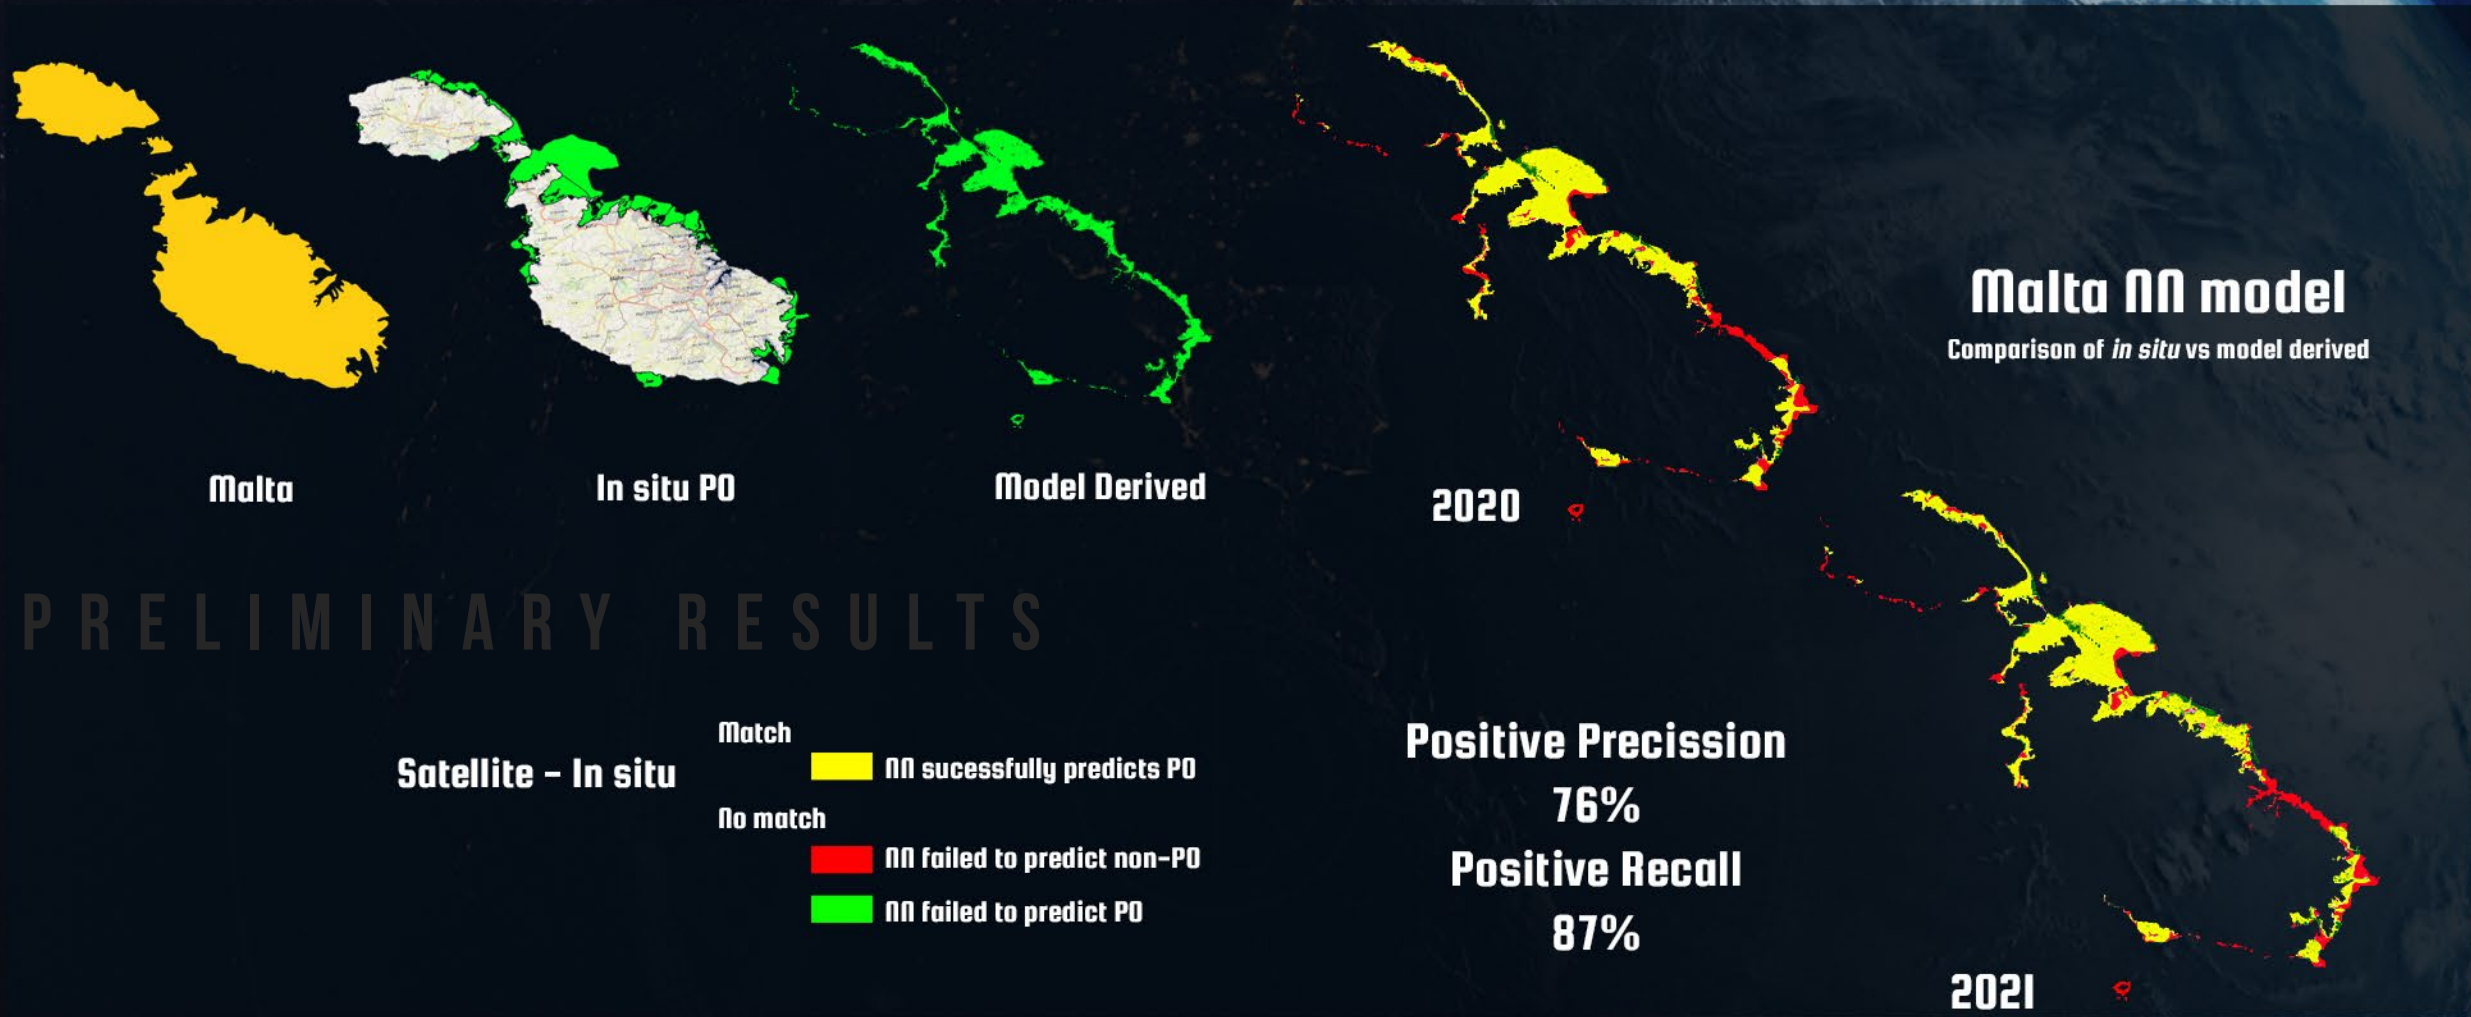 Malta NN model
Comparison of in situ vs model derived
Malta
In situ PO
Model Derived
2020
PRELIMINARY RESULTS
Satellite - In situ
Match
NN sucessfully predicts PO
No match
NN failed to predict non-PO
NN failed to predict PO
Positive Precission
76%
Positive Recall
87%
2021